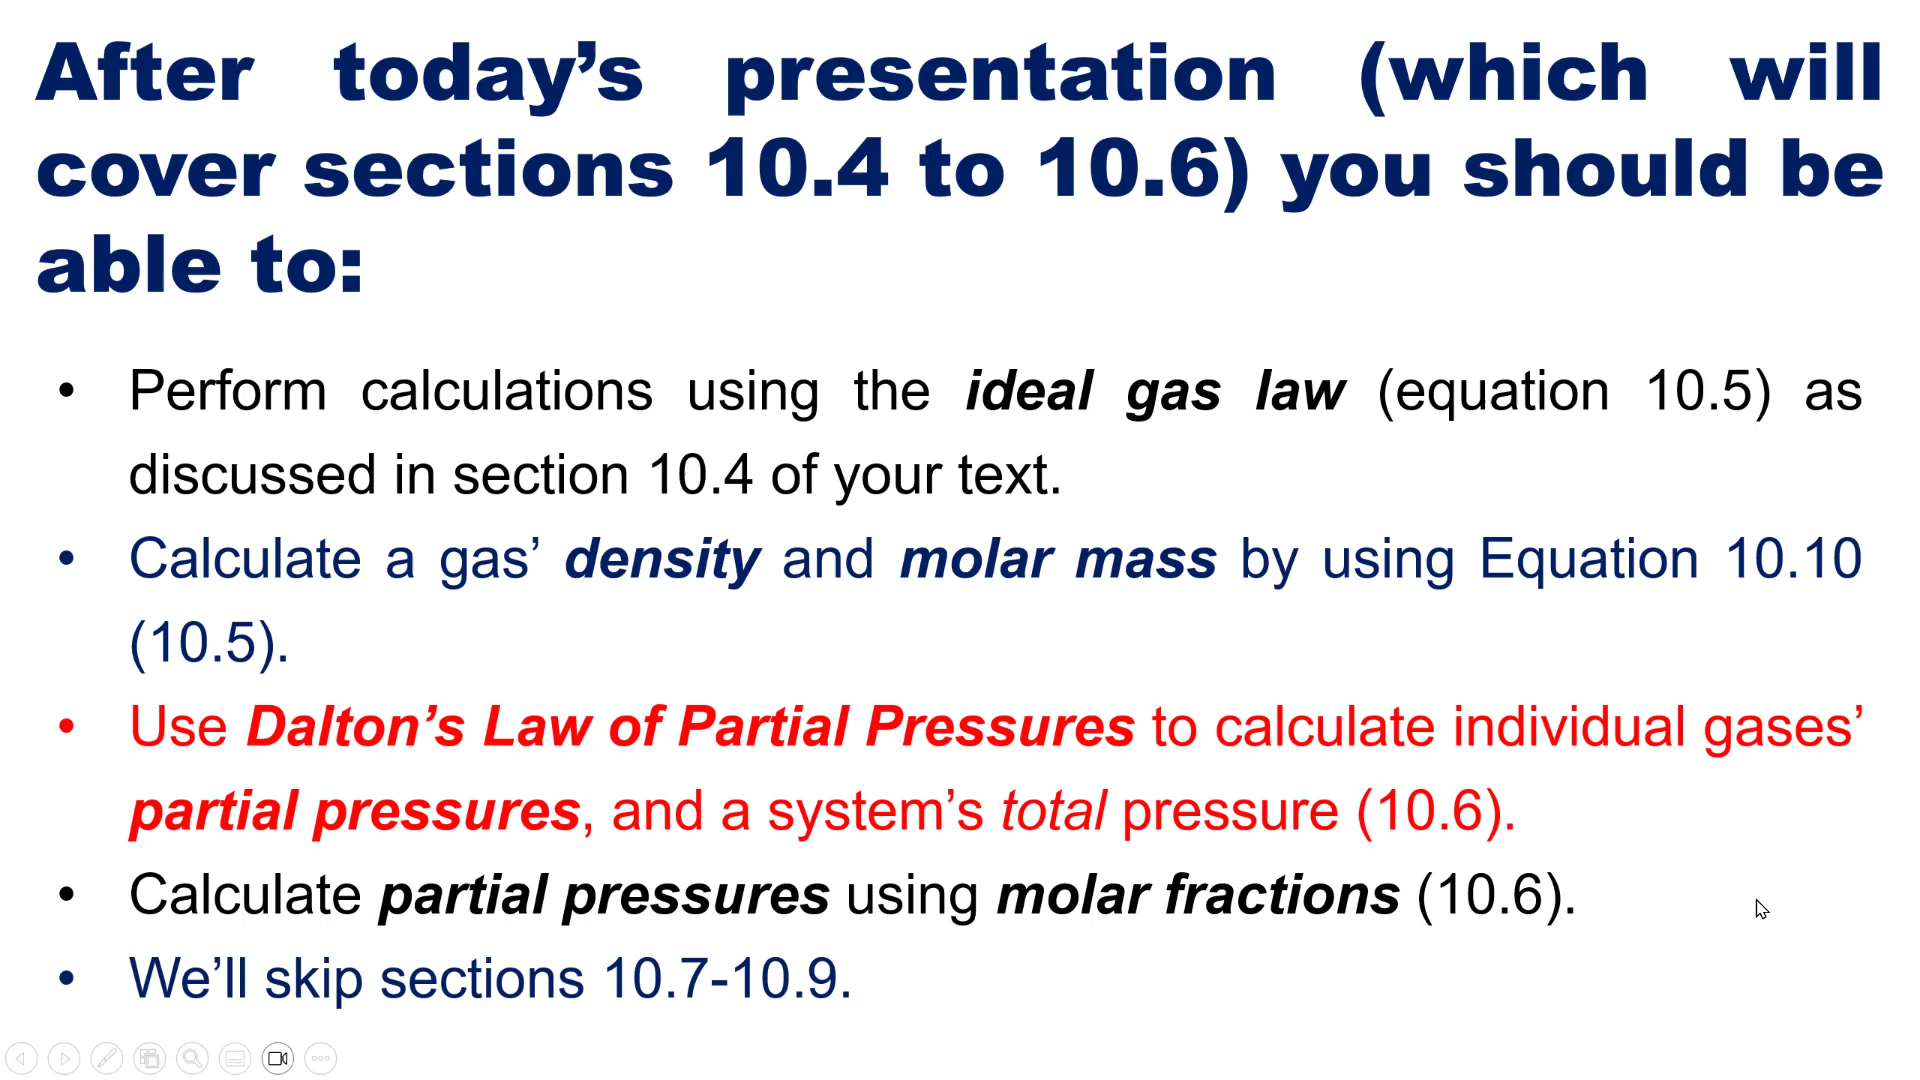 After today’s presentation (which will
cover sections 10.4 to 10.6) you should be
able to:
• Perform calculations using the ideal gas law (equation 10.5) as
discussed in section 10.4 of your text.
• Calculate a gas’ density and molar mass by using Equation 10.10
(10.5).
• Use Dalton’s Law of Partial Pressures to calculate individual gases’
partial pressures, and a system’s total pressure (10.6).
• Calculate partial pressures using molar fractions (10.6).
• We’ll skip sections 10.7-10.9.